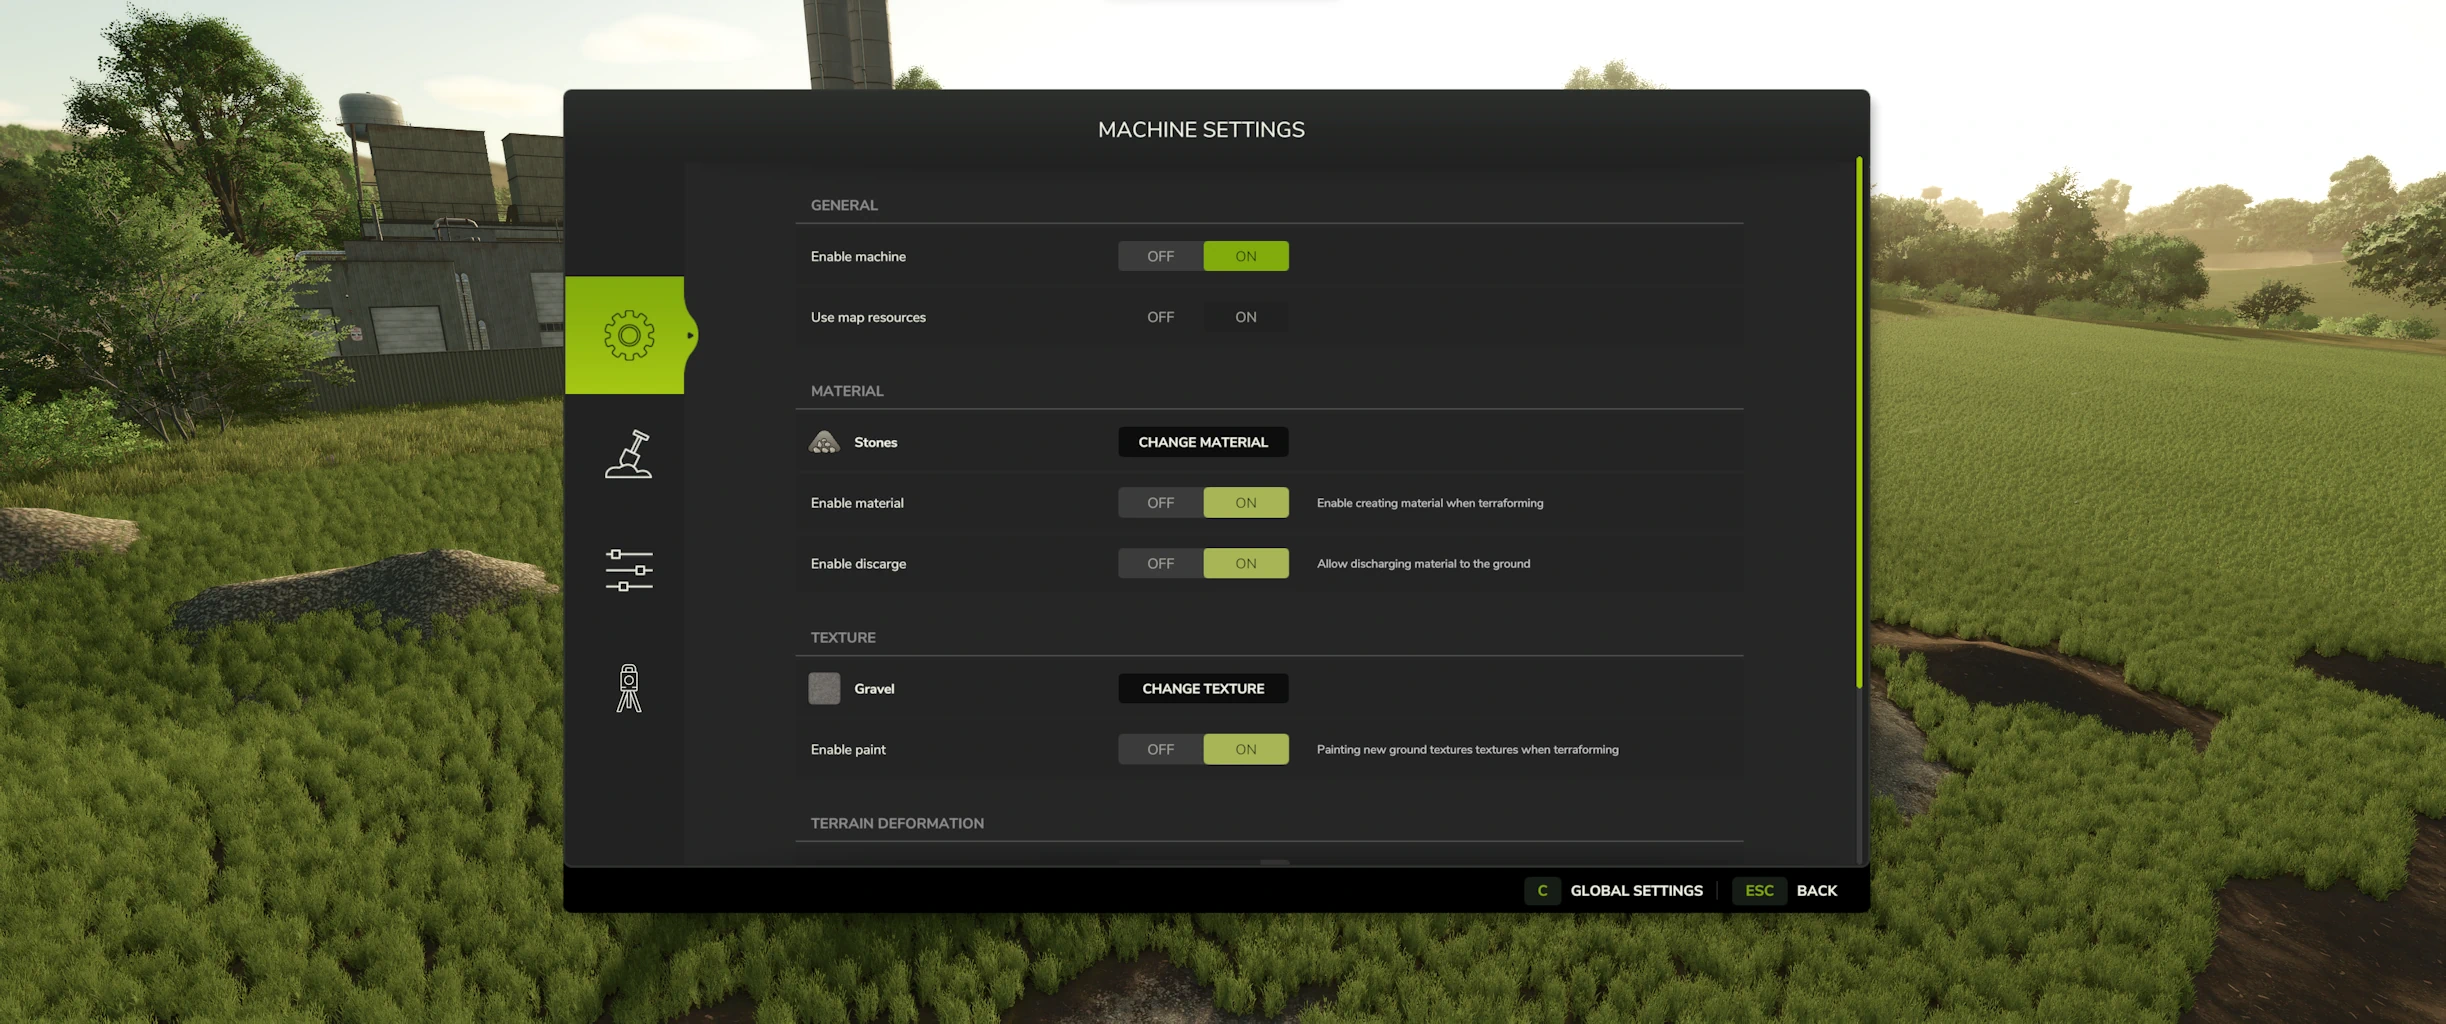 MACHINE SETTINGS
GENERAL
Enable machine OFF ON
Use map resources OFF ON
MATERIAL
Stones CHANGE MATERIAL
Enable material OFF ON Enable creating material when terraforming
Enable discarge OFF ON Allow discharging material to the ground
TEXTURE
Gravel CHANGE TEXTURE
Enable paint OFF ON Painting new ground textures textures when terraforming
TERRAIN DEFORMATION
C GLOBAL SETTINGS ESC BACK